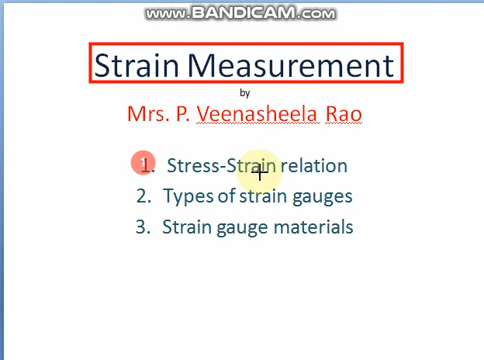 www.BANDICAM.com
Strain Measurement
by
Mrs. P. Veenasheela Rao
1. Stress-Strain relation
2. Types of strain gauges
3. Strain gauge materials